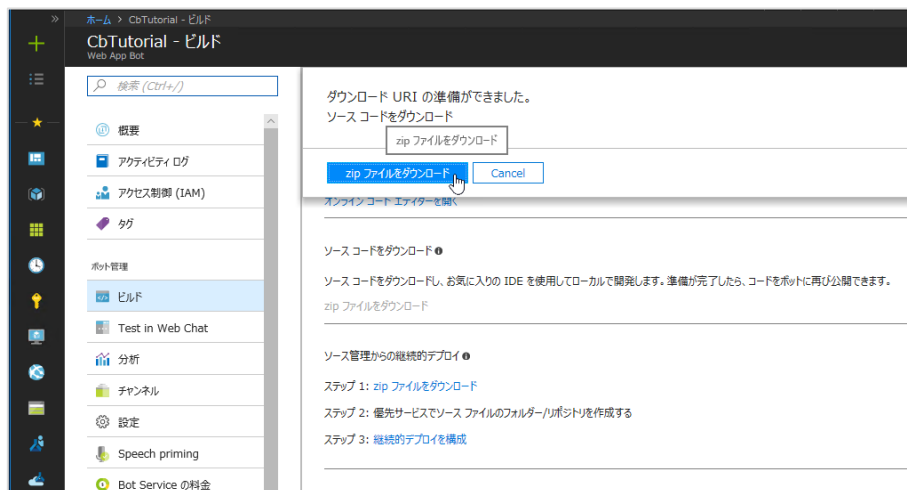 ホーム > CbTutorial - ビルド
CbTutorial - ビルド
Web App Bot
検索 (Ctrl+/)
概要
アクティビティ ログ
アクセス制御 (IAM)
タグ
ボット管理
ビルド
Test in Web Chat
分析
チャンネル
設定
Speech priming
Bot Service の料金
ダウンロード URI の準備ができました。
ソース コードをダウンロード
zip ファイルをダウンロード
zip ファイルをダウンロード
Cancel
オンライン コード エディターを開く
ソース コードをダウンロード
ソース コードをダウンロードし、お気に入りの IDE を使用してローカルで開発します。準備が完了したら、コードをボットに再び公開できます。
zip ファイルをダウンロード
ソース管理からの継続的デプロイ
ステップ 1: zip ファイルをダウンロード
ステップ 2: 優先サービスでソース ファイルのフォルダー/リポジトリを作成する
ステップ 3: 継続的デプロイを構成